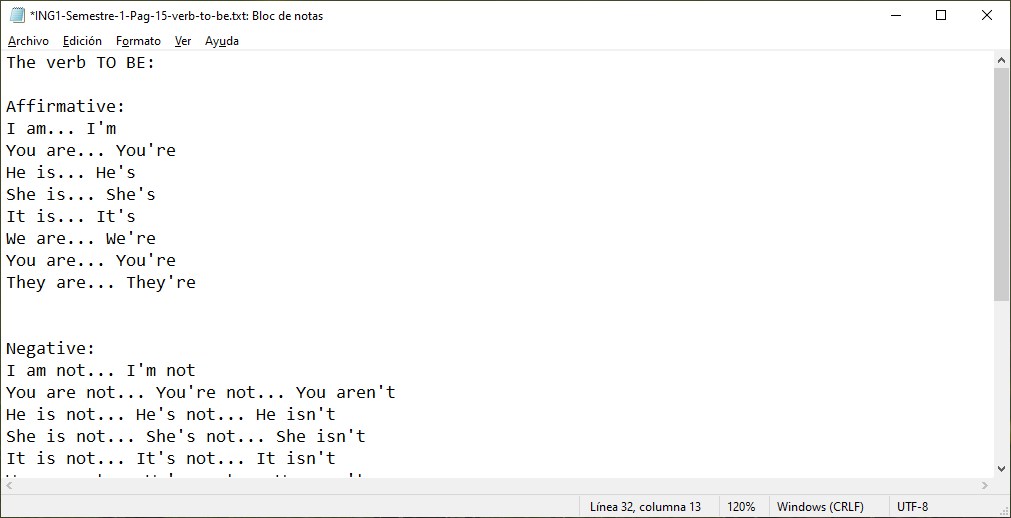 *ING1-Semestre-1-Pag-15-verb-to-be.txt: Bloc de notas
Archivo Edición Formato Ver Ayuda
The verb TO BE:
Affirmative:
I am... I'm
You are... You're
He is... He's
She is... She's
It is... It's
We are... We're
You are... You're
They are... They're
Negative:
I am not... I'm not
You are not... You're not... You aren't
He is not... He's not... He isn't
She is not... She's not... She isn't
It is not... It's not... It isn't
Línea 32, columna 13 120% Windows (CRLF) UTF-8